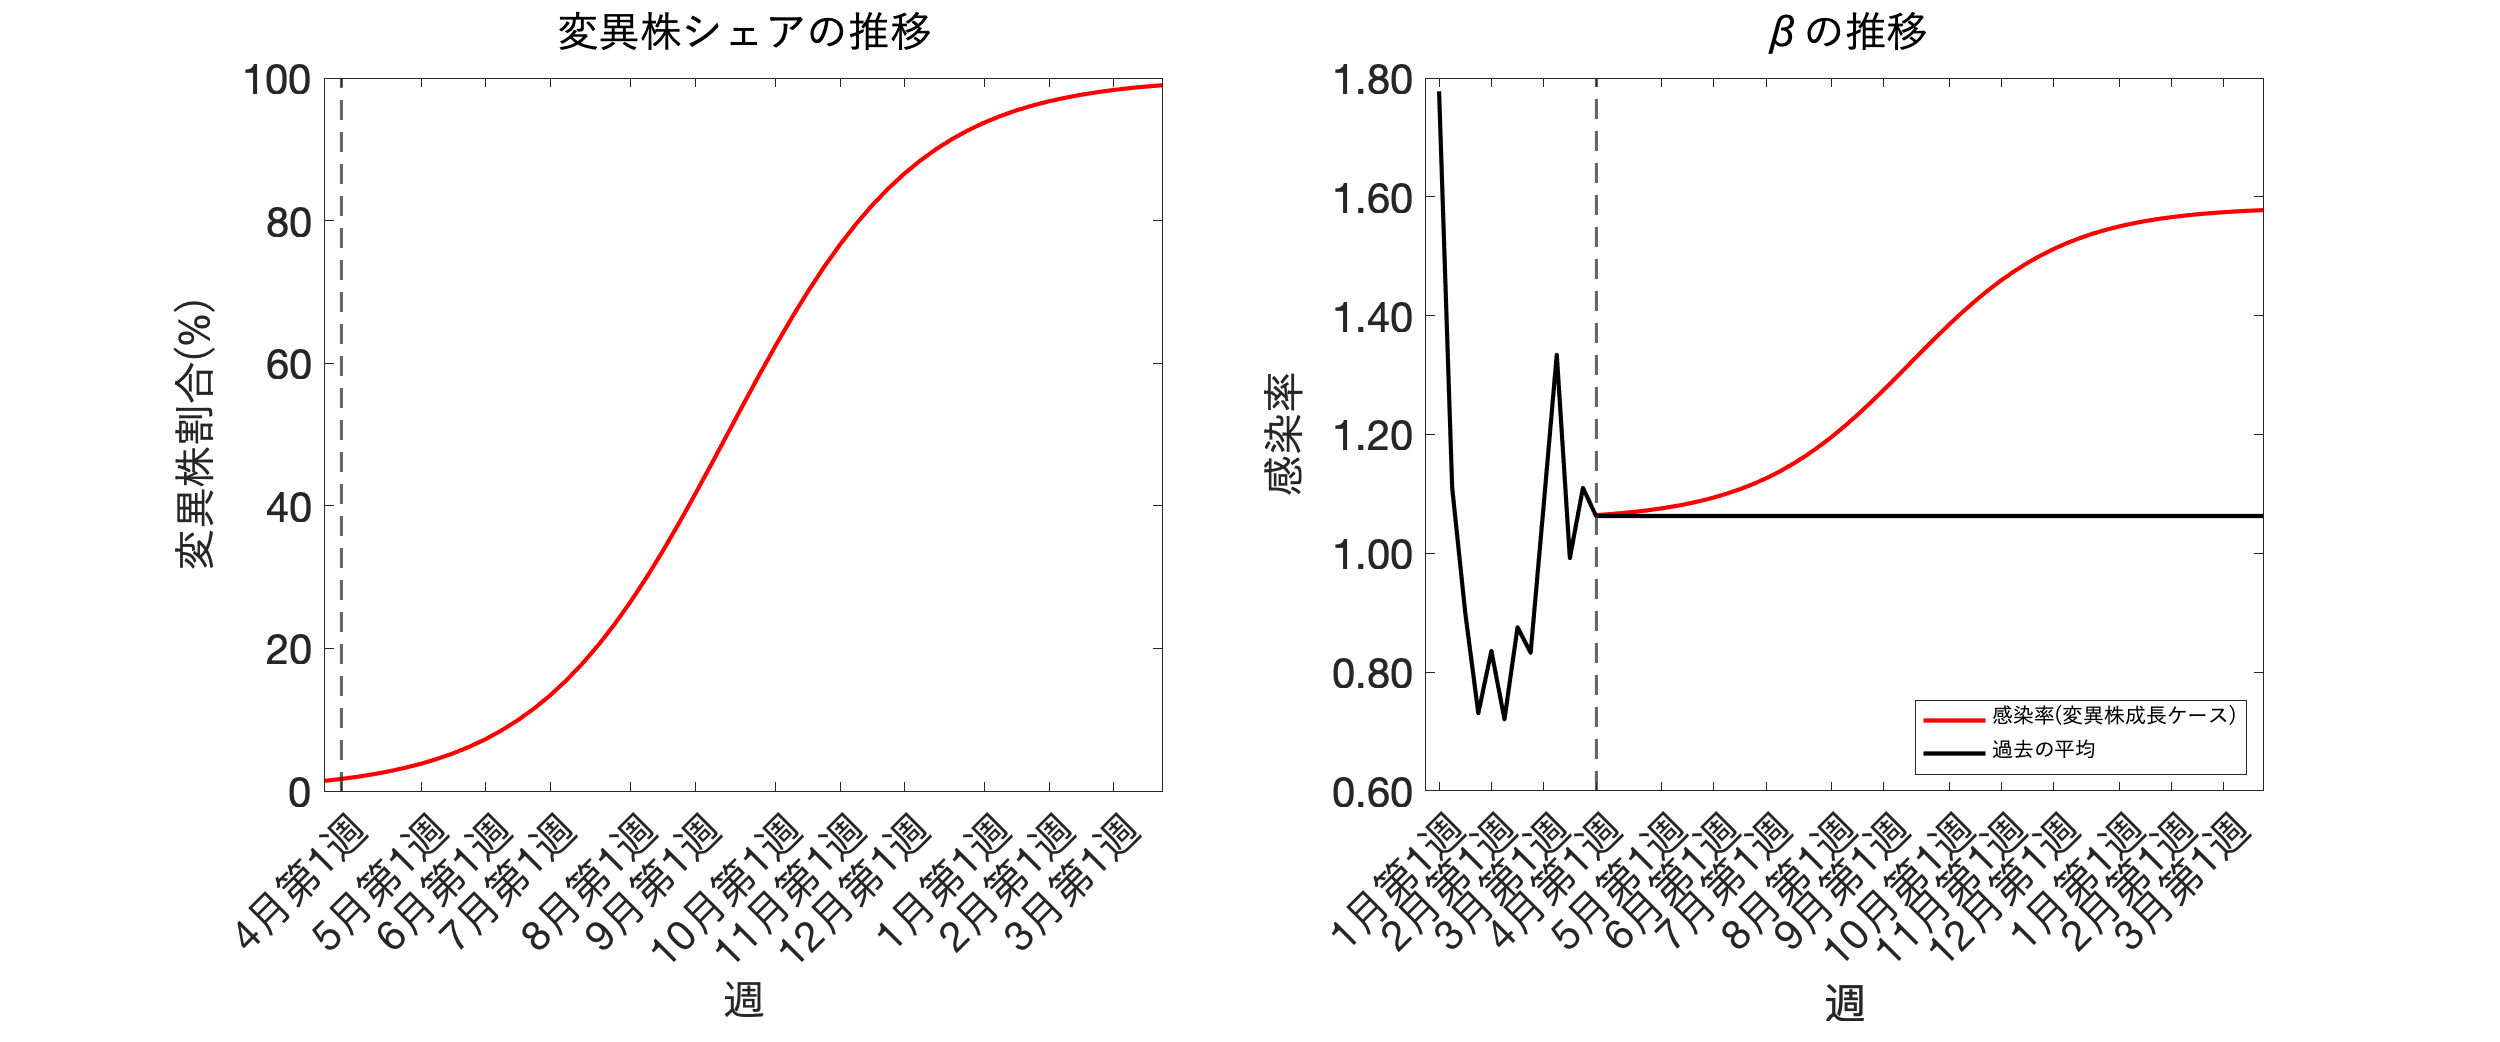 変異株シェアの推移
変異株割合(%)
100
80
60
40
20
0
4月第1週
5月第1週
6月第1週
7月第1週
8月第1週
9月第1週
10月第1週
11月第1週
12月第1週
1月第1週
2月第1週
3月第1週
週
βの推移
感染率
1.80
1.60
1.40
1.20
1.00
0.80
0.60
感染率(変異株成長ケース)
過去の平均
1月第1週
2月第1週
3月第1週
4月第1週
5月第1週
6月第1週
7月第1週
8月第1週
9月第1週
10月第1週
11月第1週
12月第1週
1月第1週
2月第1週
3月第1週
週